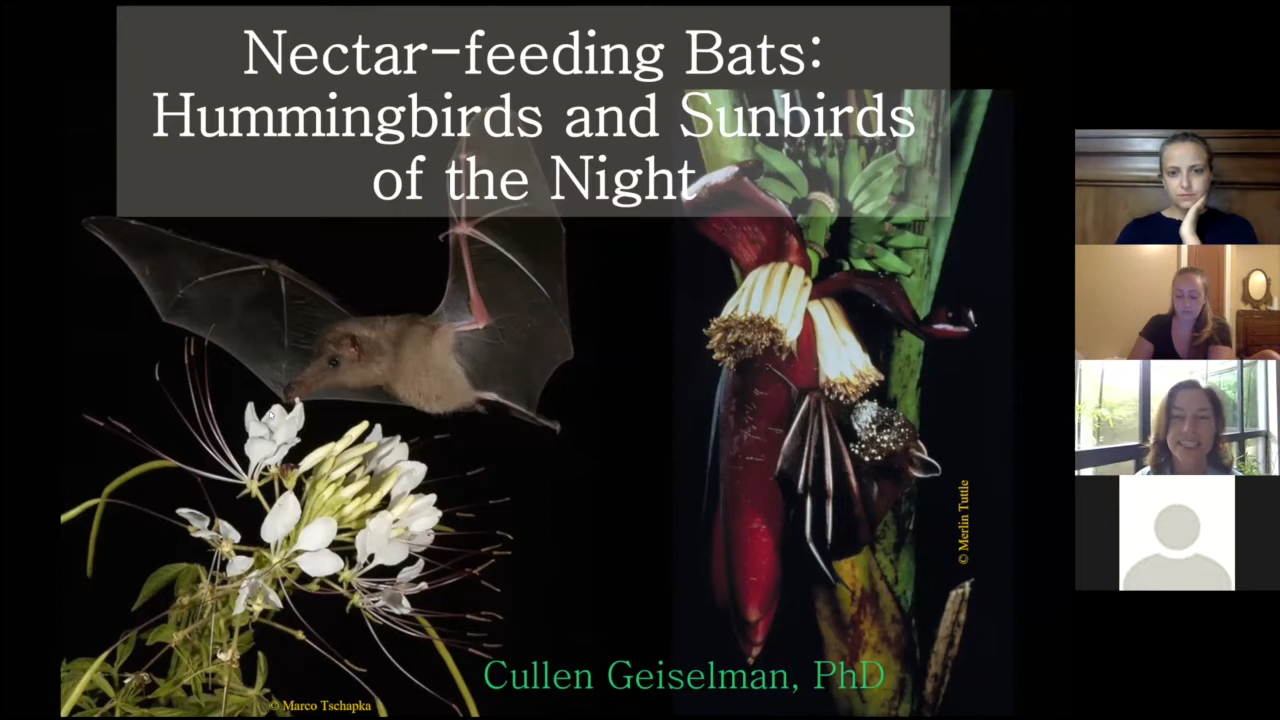 Nectar-feeding Bats:
Hummingbirds and Sunbirds
of the Night
© Merlin Tuttle
Cullen Geiselman, PhD
© Marco Tschapka